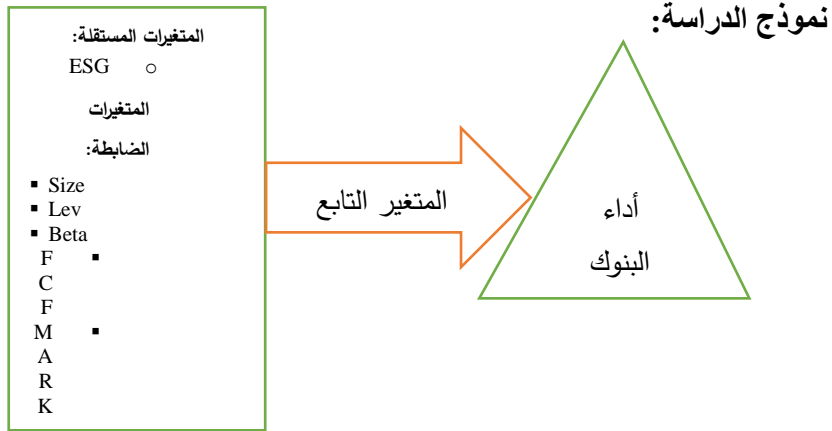 نموذج الدراسة:
المتغيرات المستقلة:
○ ESG
المتغيرات
الضابطة:
▪ Size
▪ Lev
▪ Beta
▪ F
C
F
▪ M
A
R
K
المتغير التابع
أداء
البنوك